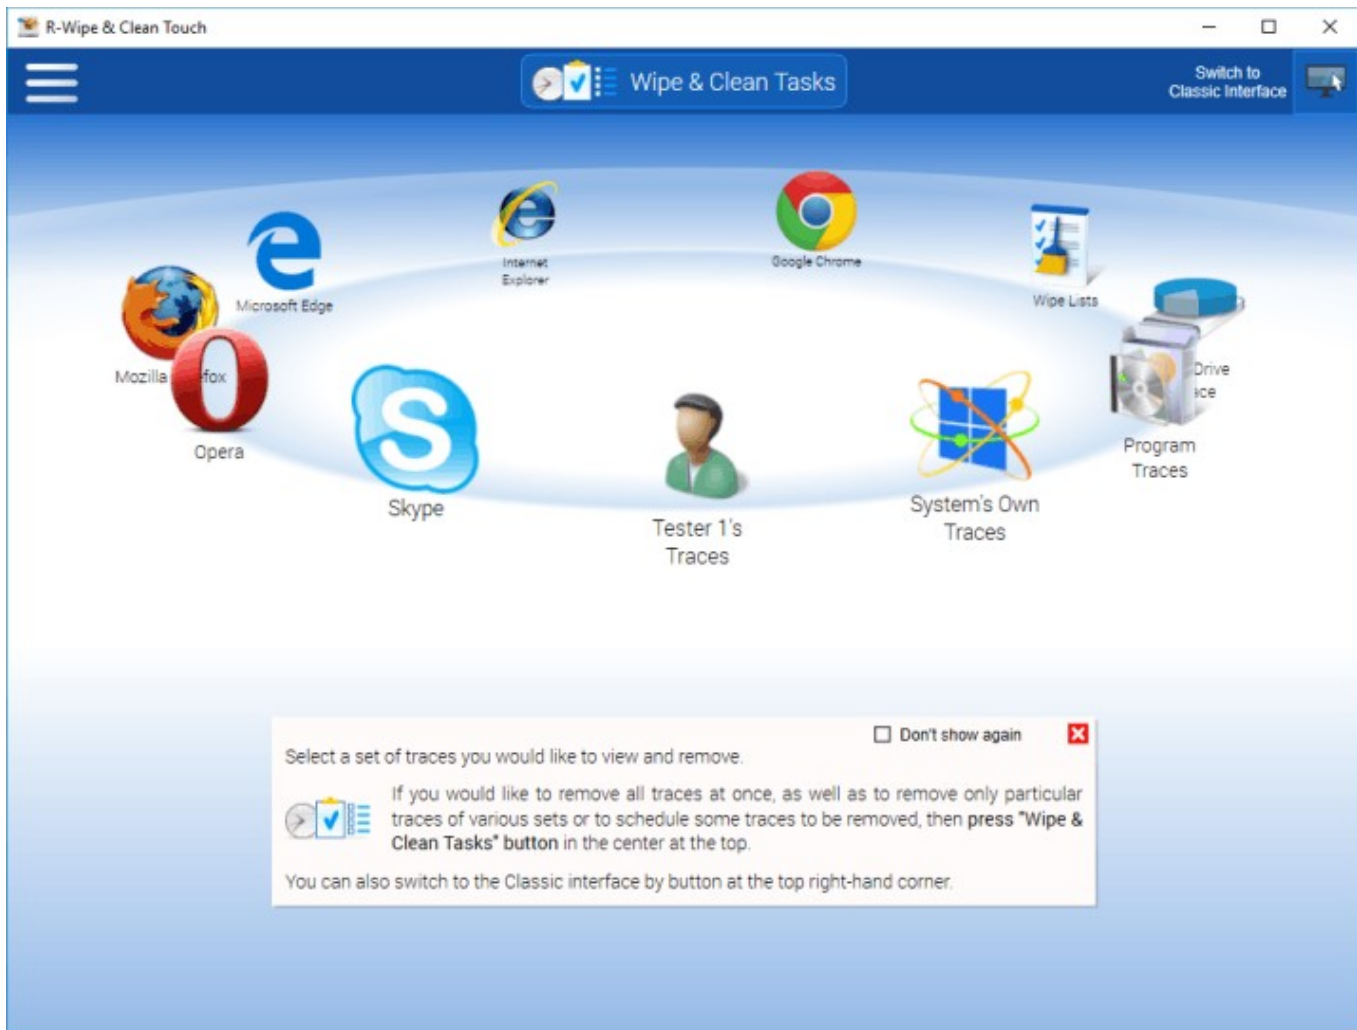 R-Wipe & Clean Touch
Wipe & Clean Tasks
Switch to
Classic Interface
Internet
Explorer
Google Chrome
Microsoft Edge
Wipe Lists
Mozilla
fox
Drive
Opera
Skype
Program
Traces
System's Own
Traces
Tester 1's
Traces
Don't show again
Select a set of traces you would like to view and remove.
If you would like to remove all traces at once, as well as to remove only particular
traces of various sets or to schedule some traces to be removed, then press "Wipe &
Clean Tasks" button in the center at the top.
You can also switch to the Classic interface by button at the top right-hand corner.